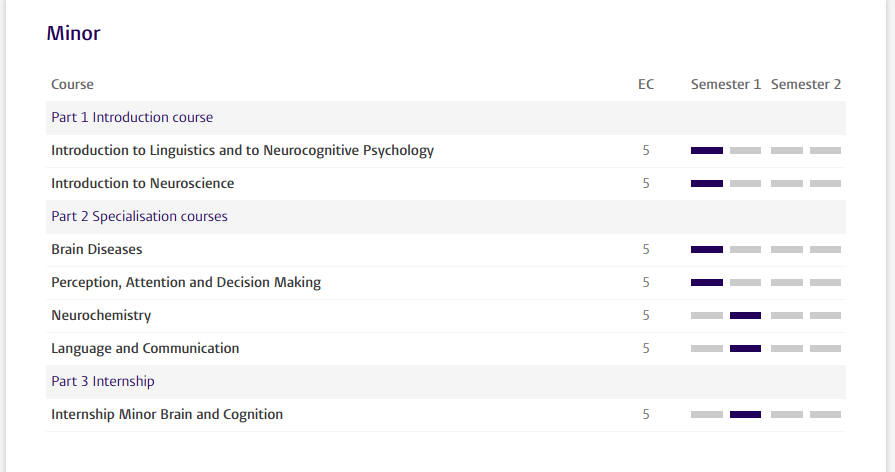 Minor
Course EC Semester 1 Semester 2
Part 1 Introduction course
Introduction to Linguistics and to Neurocognitive Psychology 5
Introduction to Neuroscience 5
Part 2 Specialisation courses
Brain Diseases 5
Perception, Attention and Decision Making 5
Neurochemistry 5
Language and Communication 5
Part 3 Internship
Internship Minor Brain and Cognition 5